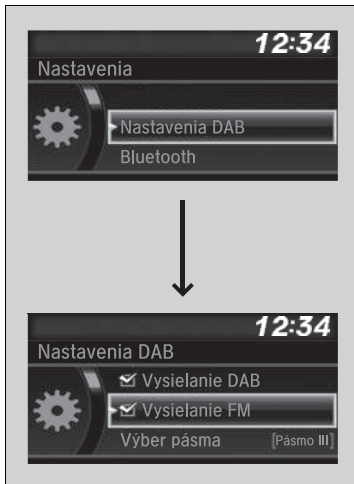 12:34
Nastavenia
Nastavenia DAB
Bluetooth
12:34
Nastavenia DAB
Vysielanie DAB
Vysielanie FM
Výber pásma [Pásmo III]